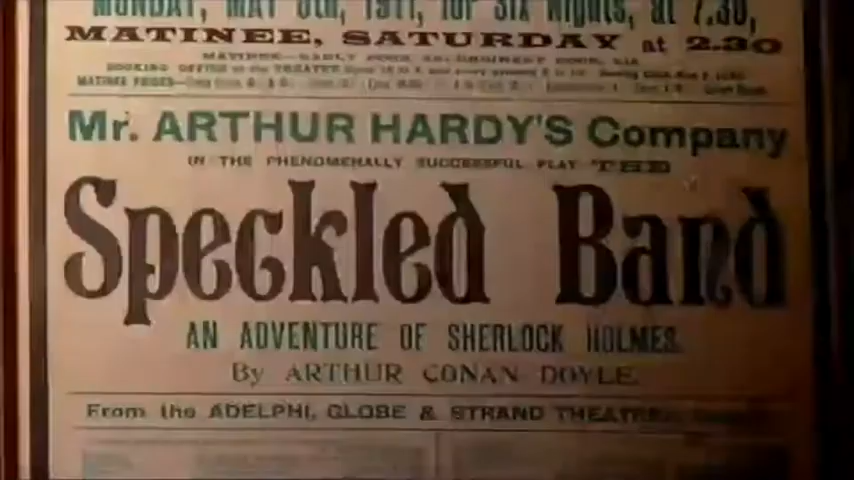 MONDAY, MAY 8th, 1911, for Six Nights, at 7.30,
MATINEE, SATURDAY at 2.30
MATINEE PRICES
Mr. ARTHUR HARDY'S Company
IN THE PHENOMENALLY SUCCESSFUL PLAY "THE
Speckled Band
AN ADVENTURE OF SHERLOCK HOLMES.
By ARTHUR CONAN DOYLE.
From the ADELPHI, GLOBE & STRAND THEATRES,